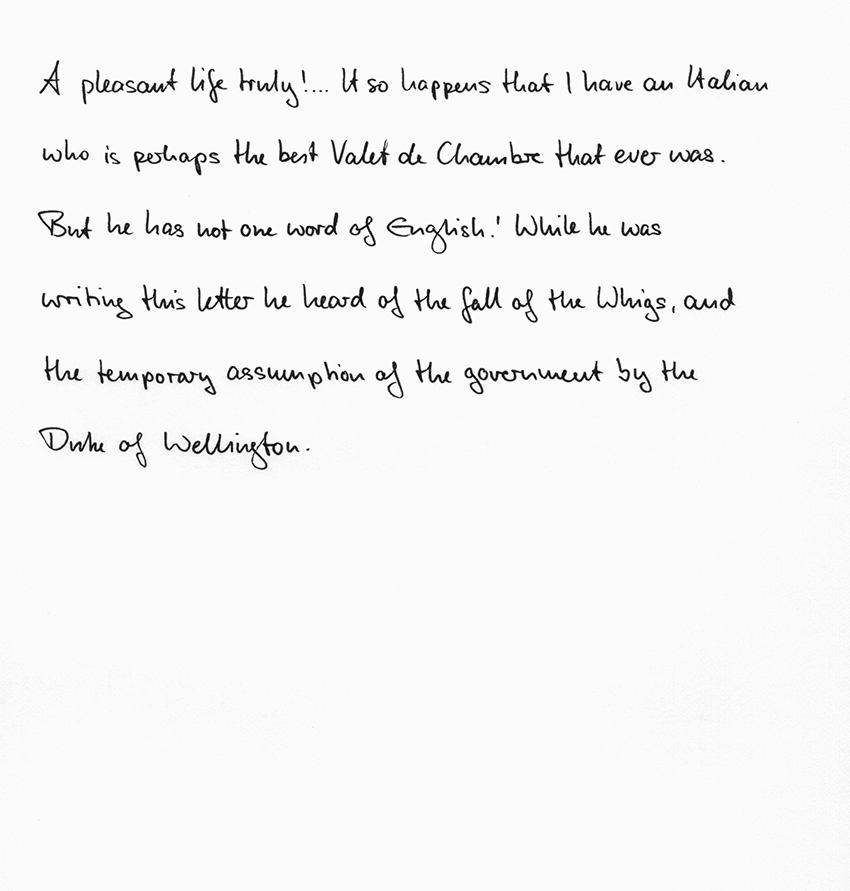 A pleasant life truly!... It so happens that I have an Italian
who is perhaps the best Valet de Chambre that ever was.
But he has not one word of English.' While he was
writing this letter he heard of the fall of the Whigs, and
the temporary assumption of the government by the
Duke of Wellington.